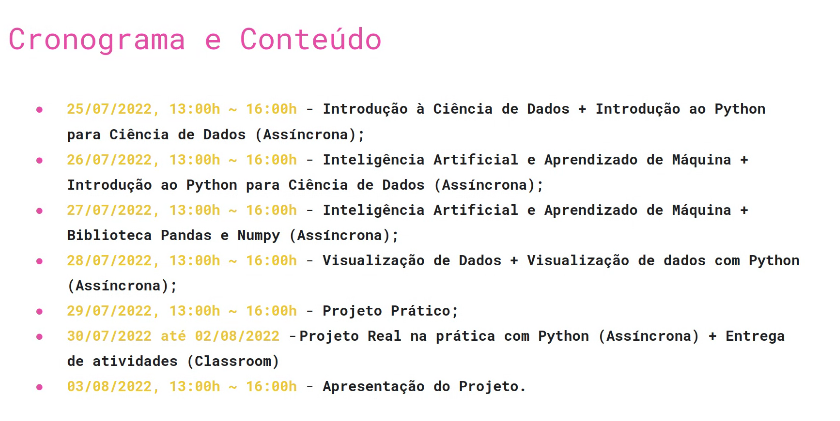 Cronograma e Conteúdo
● 25/07/2022, 13:00h ~ 16:00h - Introdução à Ciência de Dados + Introdução ao Python
para Ciência de Dados (Assíncrona);
● 26/07/2022, 13:00h ~ 16:00h - Inteligência Artificial e Aprendizado de Máquina +
Introdução ao Python para Ciência de Dados (Assíncrona);
● 27/07/2022, 13:00h ~ 16:00h - Inteligência Artificial e Aprendizado de Máquina +
Biblioteca Pandas e Numpy (Assíncrona);
● 28/07/2022, 13:00h ~ 16:00h - Visualização de Dados + Visualização de dados com Python
(Assíncrona);
● 29/07/2022, 13:00h ~ 16:00h - Projeto Prático;
● 30/07/2022 até 02/08/2022 - Projeto Real na prática com Python (Assíncrona) + Entrega
de atividades (Classroom)
● 03/08/2022, 13:00h ~ 16:00h - Apresentação do Projeto.